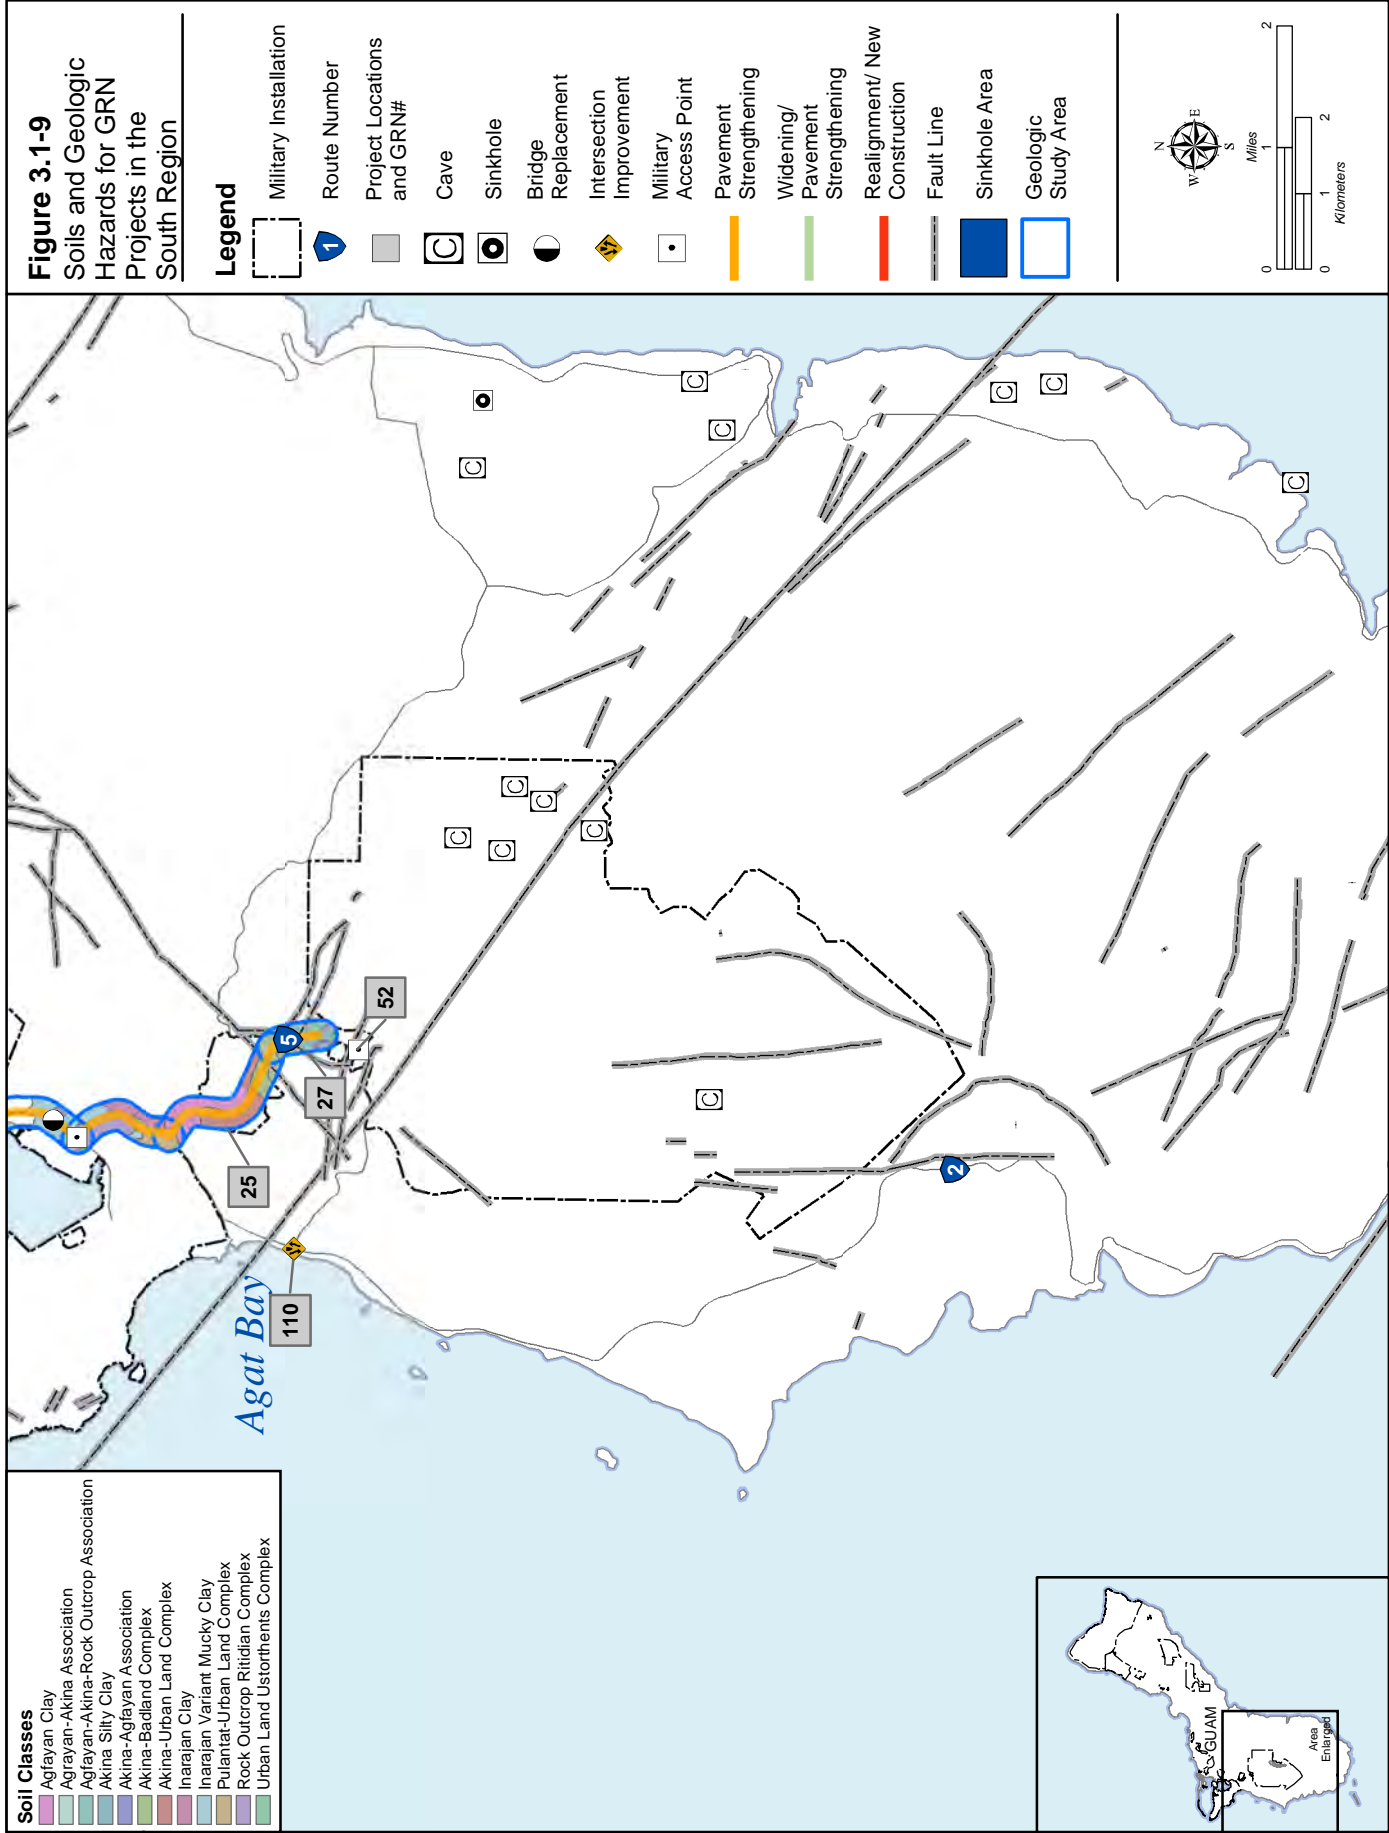 Figure 3.1-9
Soils and Geologic
Hazards for GRN
Projects in the
South Region
Legend
Military Installation
1
Route Number
Project Locations
and GRN#
C
Cave
Sinkhole
Bridge
Replacement
Intersection
Improvement
Military
Access Point
Pavement
Strengthening
Widening/
Pavement
Strengthening
Realignment/ New
Construction
Fault Line
Sinkhole Area
Geologic
Study Area
N
W
E
S
Miles
0
1
2
0
1
2
Kilometers
Soil Classes
Agfayan Clay
Agrayan-Akina Association
Agfayan-Akina-Rock Outcrop Association
Akina Silty Clay
Akina-Agfayan Association
Akina-Badland Complex
Akina-Urban Land Complex
Inarajan Clay
Inarajan Variant Mucky Clay
Pulantat-Urban Land Complex
Rock Outcrop Ritidian Complex
Urban Land Ustorthents Complex
Agat Bay
110
25
27
52
5
2
C
C
C
C
C
C
C
C
C
C
C
C
GUAM
Area
Enlarged